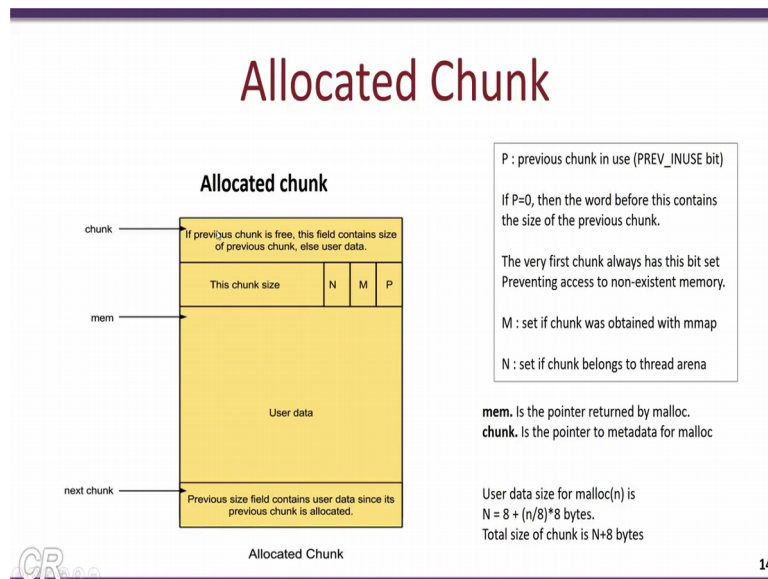 Allocated Chunk
Allocated chunk
chunk
If previous chunk is free, this field contains size
of previous chunk, else user data.
This chunk size
N
M
P
mem
User data
next chunk
Previous size field contains user data since its
previous chunk is allocated.
Allocated Chunk
P : previous chunk in use (PREV_INUSE bit)
If P=0, then the word before this contains
the size of the previous chunk.
The very first chunk always has this bit set
Preventing access to non-existent memory.
M : set if chunk was obtained with mmap
N : set if chunk belongs to thread arena
mem. Is the pointer returned by malloc.
chunk. Is the pointer to metadata for malloc
User data size for malloc(n) is
N = 8 + (n/8)*8 bytes.
Total size of chunk is N+8 bytes
CR
14